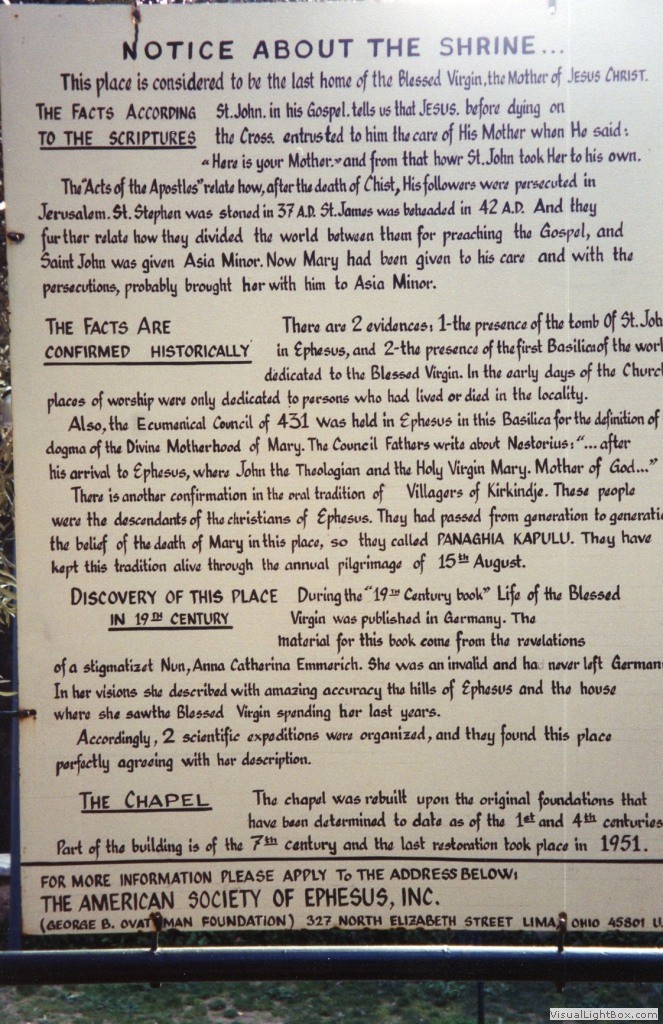 NOTICE ABOUT THE SHRINE...
This place is considered to be the last home of the Blessed Virgin, the Mother of JESUS CHRIST.
THE FACTS ACCORDING St. John. in his Gospel. tells us that JESUS. before dying on
TO THE SCRIPTURES the Cross. entrusted to him the care of His Mother when He said:
"Here is your Mother." and from that howr St. John took Her to his own.
The "Acts of the Apostles" relate how, after the death of Chist, His followers were persecuted in
Jerusalem. St. Stephen was stoned in 37 A.D. St. James was beheaded in 42 A.D. And they
further relate how they divided the world between them for preaching the Gospel, and
Saint John was given Asia Minor. Now Mary had been given to his care and with the
persecutions, probably brought her with him to Asia Minor.
THE FACTS ARE There are 2 evidences: 1-the presence of the tomb Of St. Joh
CONFIRMED HISTORICALLY in Ephesus, and 2-the presence of the first Basilica of the worl
dedicated to the Blessed Virgin. In the early days of the Churc
places of worship were only dedicated to persons who had lived or died in the locality.
Also, the Ecumenical Council of 431 was held in Ephesus in this Basilica for the definition of
dogma of the Divine Motherhood of Mary. The Council Fathers write about Nestorius: "... after
his arrival to Ephesus, where John the Theologian and the Holy Virgin Mary. Mother of God..."
There is another confirmation in the oral tradition of Villagers of Kirkindje. These people
were the descendants of the christians of Ephesus. They had passed from generation to generati
the belief of the death of Mary in this place, so they called PANAGHIA KAPULU. They have
kept this tradition alive through the annual pilgrimage of 15th August.
DISCOVERY OF THIS PLACE During the "19TH Century book" Life of the Blessed
IN 19TH CENTURY Virgin was published in Germany. The
material for this book come from the revelations
of a stigmatizet Nun, Anna Catherina Emmerich. She was an invalid and ha never left German
In her visions she described with amazing accuracy the hills of Ephesus and the house
where she sawthe Blessed Virgin spending her last years.
Accordingly, 2 scientific expeditions were organized, and they found this place
perfectly agreeing with her description.
THE CHAPEL The chapel was rebuilt upon the original foundations that
have been determined to date as of the 1st and 4th centuries
Part of the building is of the 7th century and the last restoration took place in 1951.
FOR MORE INFORMATION PLEASE APPLY TO THE ADDRESS BELOW:
THE AMERICAN SOCIETY OF EPHESUS, INC.
(GEORGE B. MAN FOUNDATION) 327 NORTH ELIZABETH STREET LIMA, OHIO 45801 U
VisualLightBox.com